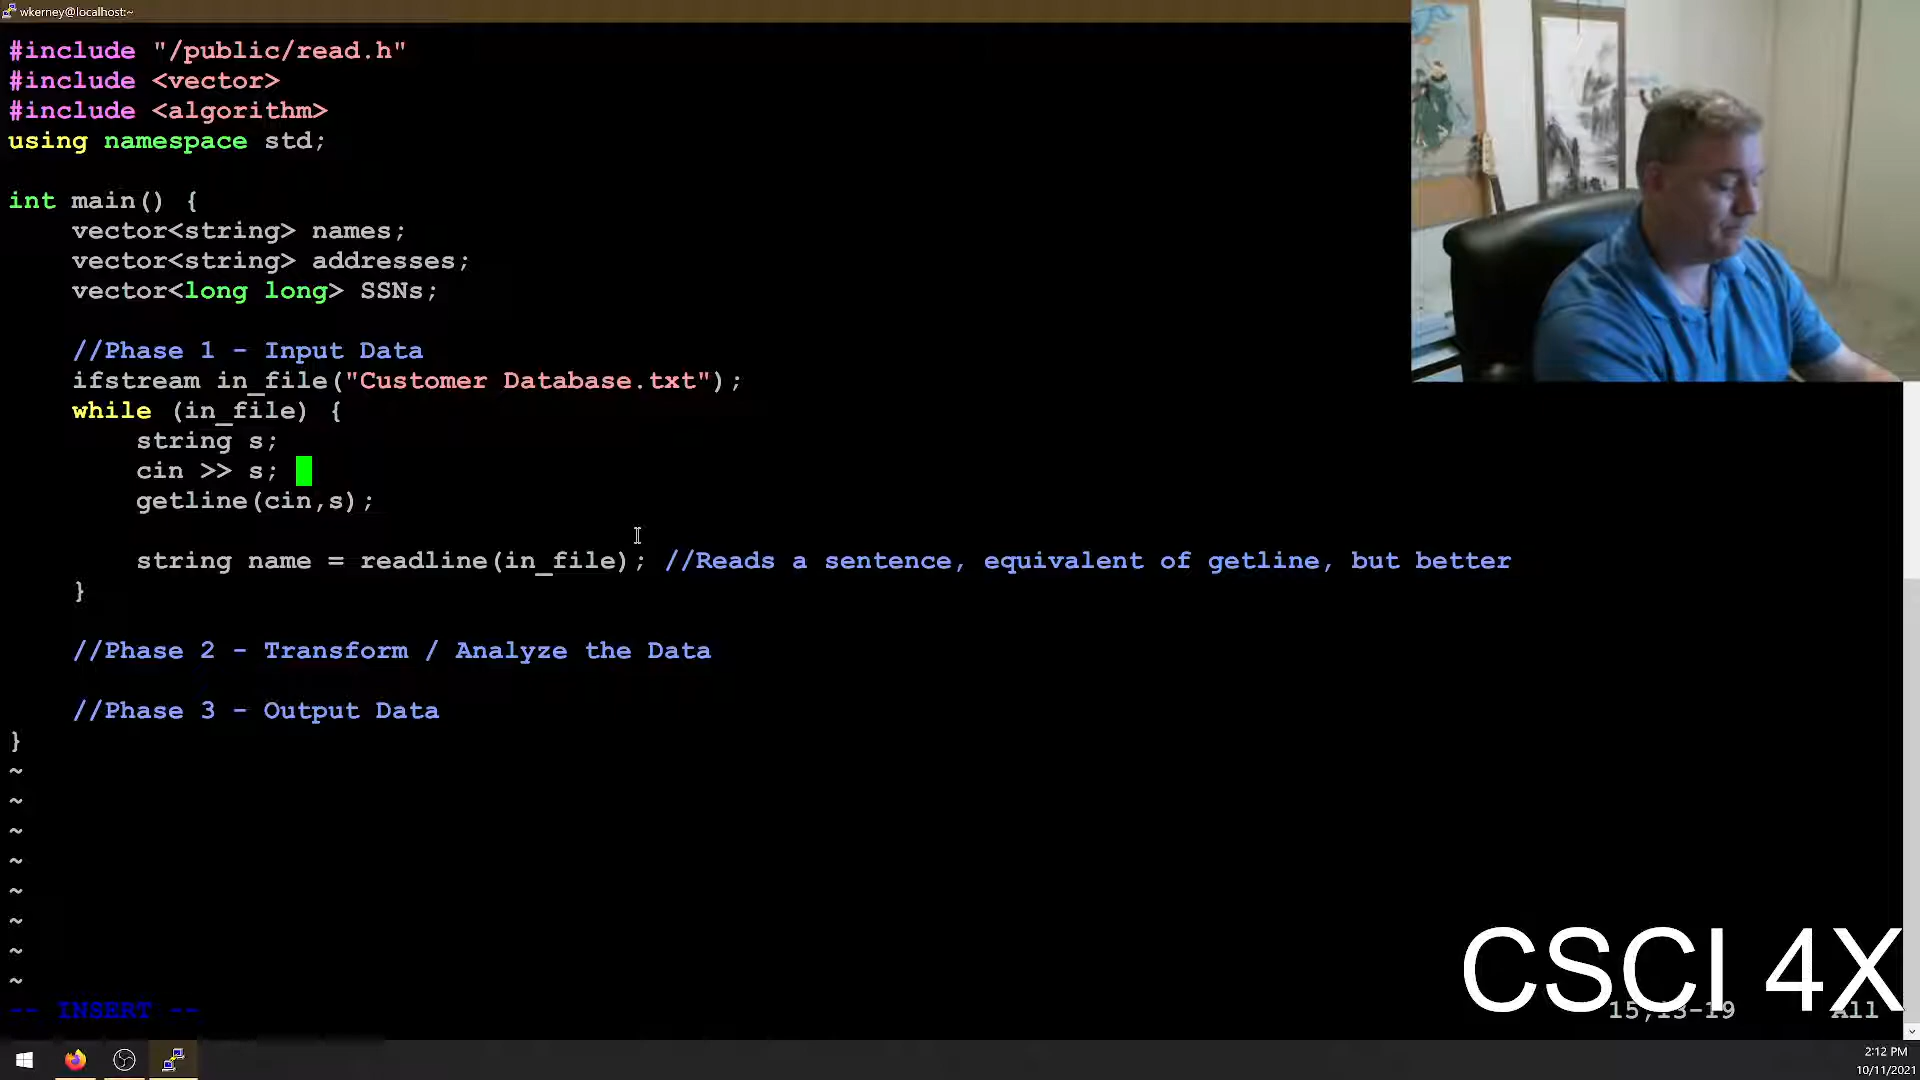 wkerney@localhost:~
#include "/public/read.h"
#include <vector>
#include <algorithm>
using namespace std;
int main() {
vector<string> names;
vector<string> addresses;
vector<long long> SSNs;
//Phase 1 - Input Data
ifstream in_file("Customer Database.txt");
while (in_file) {
string s;
cin >> s;
getline(cin,s);
string name = readline(in_file); //Reads a sentence, equivalent of getline, but better
}
//Phase 2 - Transform / Analyze the Data
//Phase 3 - Output Data
}
~
~
~
~
~
~
~
~
CSCI 4X
-- INSERT --
15,13-19
All
2:12 PM
10/11/2021